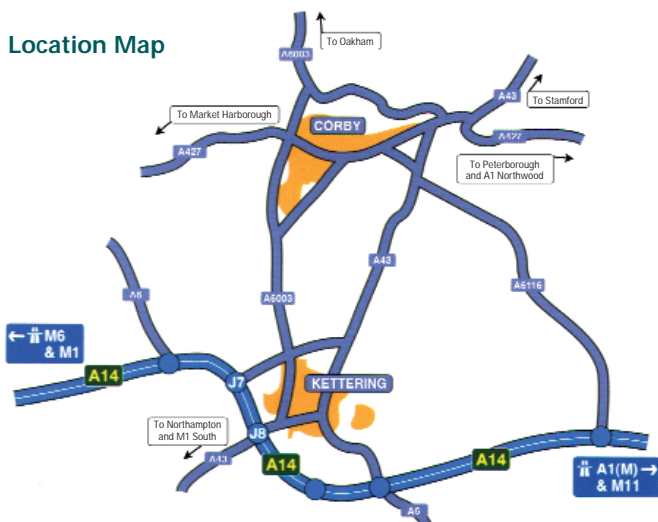 Location Map
A6003
To Oakham
A43
To Stamford
To Market Harborough
CORBY
A427
A427
To Peterborough
and A1 Northwood
A43
A6116
A6
A6003
← M6
& M1
A14
J7
KETTERING
To Northampton
and M1 South
J8
A43
A14
A14
A1(M) →
& M11
A6